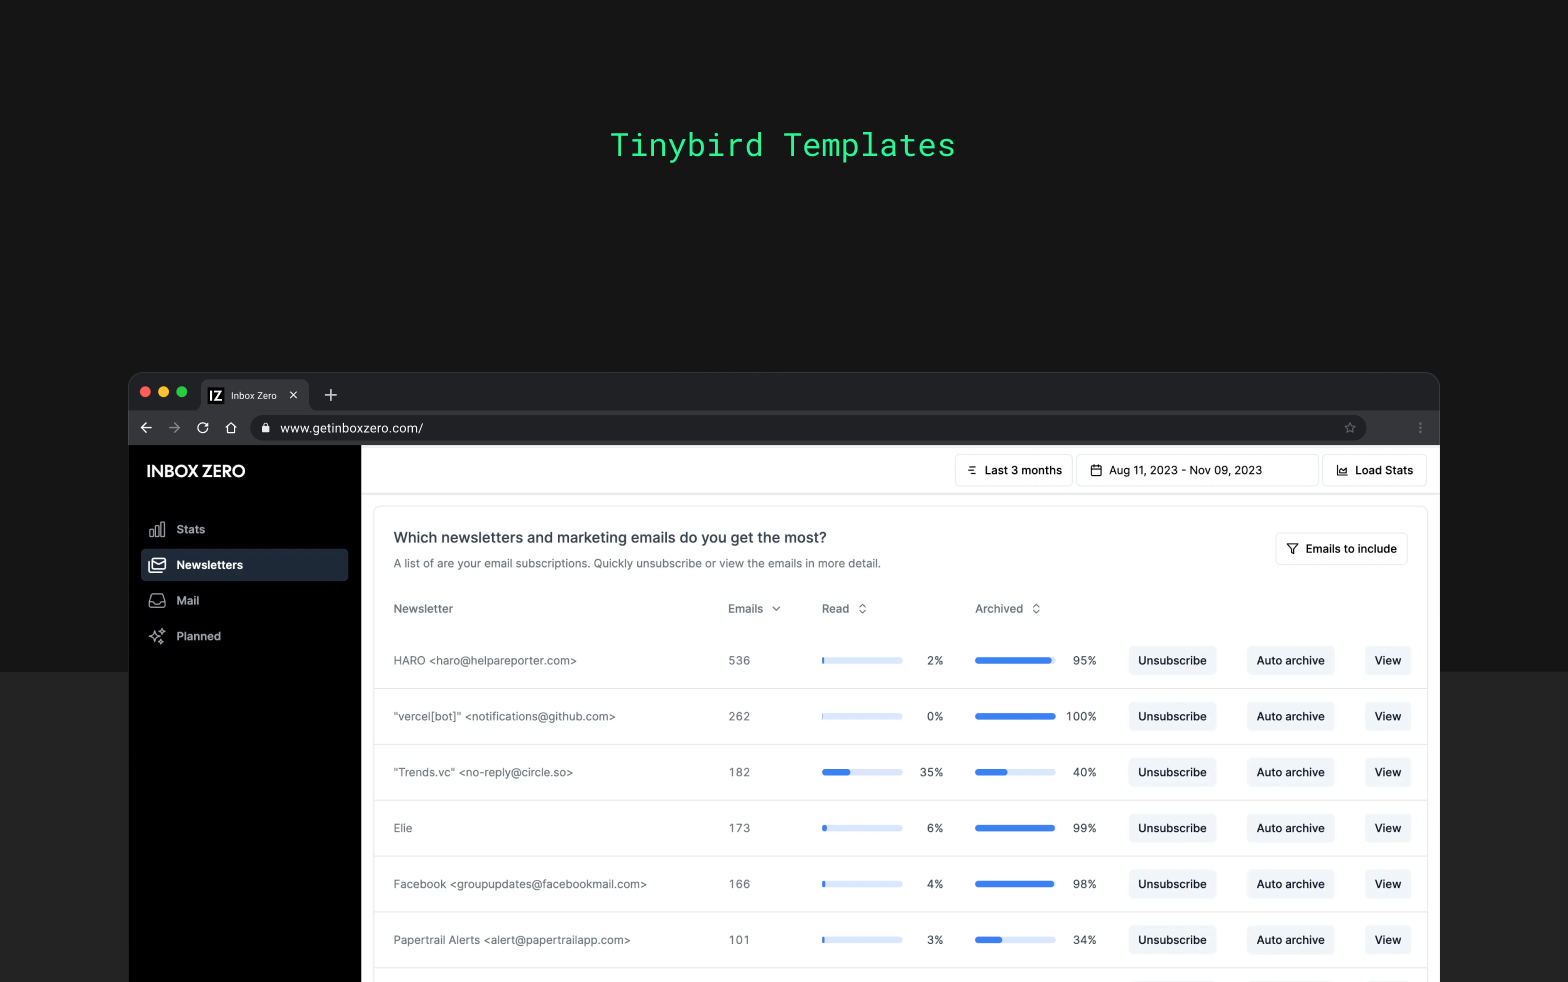 Tinybird Templates
IZ Inbox Zero
www.getinboxzero.com/
INBOX ZERO
Last 3 months
Aug 11, 2023 - Nov 09, 2023
Load Stats
Stats
Newsletters
Mail
Planned
Which newsletters and marketing emails do you get the most?
A list of are your email subscriptions. Quickly unsubscribe or view the emails in more detail.
Emails to include
Newsletter Emails Read Archived
HARO <haro@helpareporter.com> 536 2% 95% Unsubscribe Auto archive View
"vercel[bot]" <notifications@github.com> 262 0% 100% Unsubscribe Auto archive View
"Trends.vc" <no-reply@circle.so> 182 35% 40% Unsubscribe Auto archive View
Elie 173 6% 99% Unsubscribe Auto archive View
Facebook <groupupdates@facebookmail.com> 166 4% 98% Unsubscribe Auto archive View
Papertrail Alerts <alert@papertrailapp.com> 101 3% 34% Unsubscribe Auto archive View